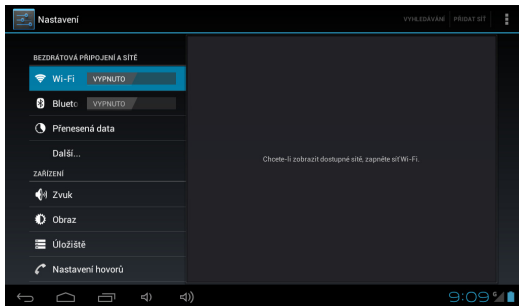 Nastavení
VYHLEDÁVÁNÍ PŘIDAT SÍŤ
BEZDRÁTOVÁ PŘIPOJENÍ A SÍTĚ
Wi-Fi VYPNUTO
Blueto VYPNUTO
Přenesená data
Další...
ZAŘÍZENÍ
Zvuk
Obraz
Úložiště
Nastavení hovorů
Chcete-li zobrazit dostupné sítě, zapněte síť Wi-Fi.
9:09